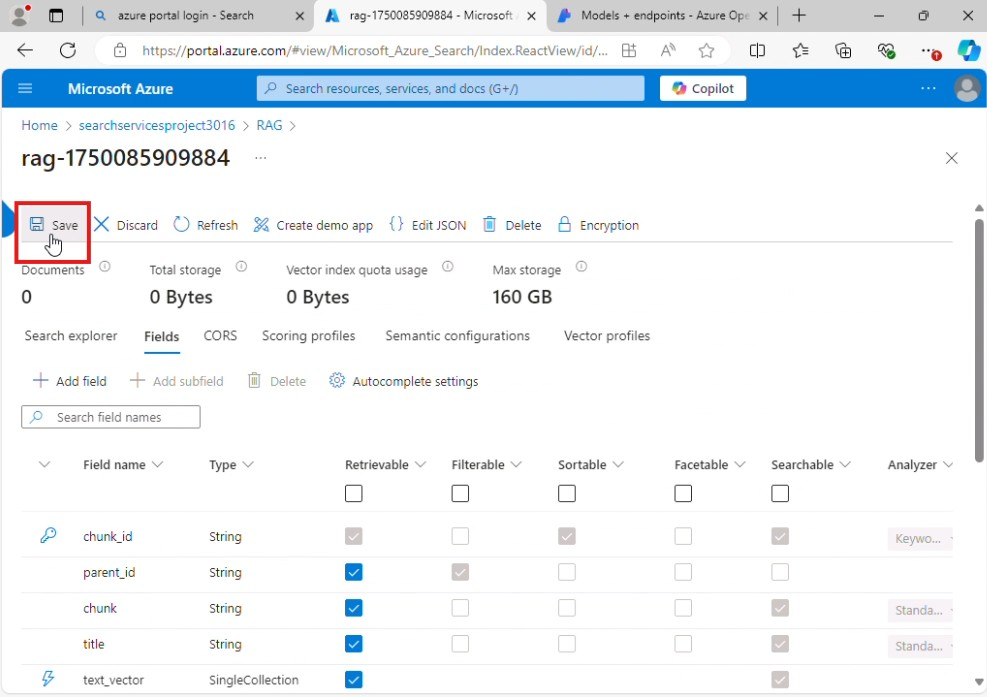 azure portal login - Search
rag-1750085909884 - Microsoft
Models + endpoints - Azure Ope
https://portal.azure.com/#view/Microsoft_Azure_Search/Index.ReactView/id/...
Microsoft Azure
Search resources, services, and docs (G+/)
Copilot
Home > searchservicesproject3016 > RAG >
rag-1750085909884 ...
Save Discard Refresh Create demo app {} Edit JSON Delete Encryption
Documents Total storage Vector index quota usage Max storage
0 0 Bytes 0 Bytes 160 GB
Search explorer Fields CORS Scoring profiles Semantic configurations Vector profiles
Add field Add subfield Delete Autocomplete settings
Search field names
Field name Type Retrievable Filterable Sortable Facetable Searchable Analyzer
chunk_id String Keywo...
parent_id String
chunk String Standa...
title String Standa...
text_vector SingleCollection